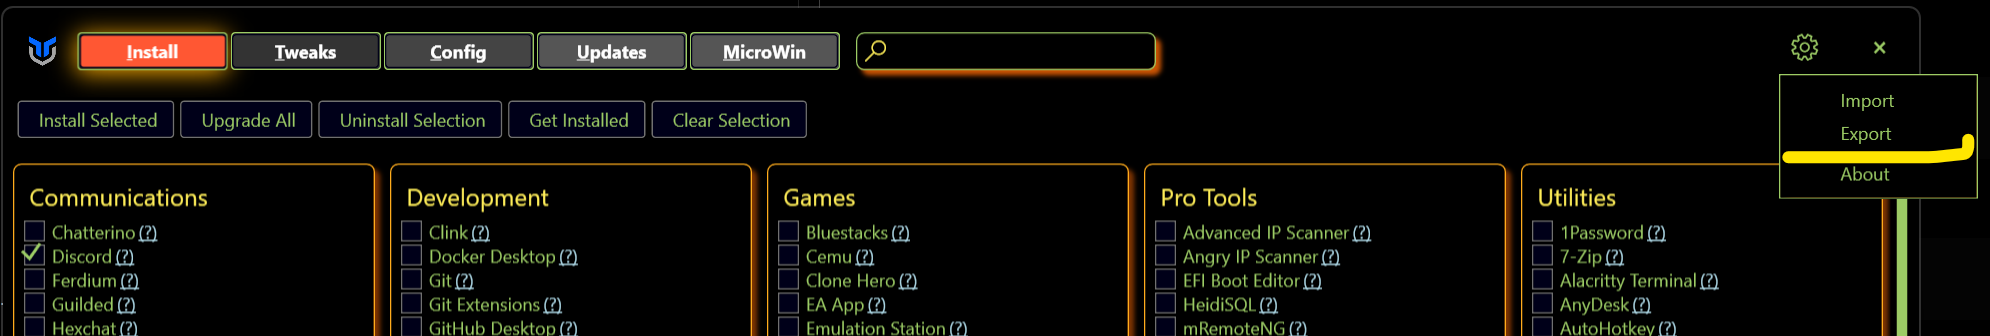 Install Tweaks Config Updates MicroWin
Import
Export
About
Install Selected Upgrade All Uninstall Selection Get Installed Clear Selection
Communications
Chatterino (?)
Discord (?)
Ferdium (?)
Guilded (?)
Hexchat (?)
Development
Clink (?)
Docker Desktop (?)
Git (?)
Git Extensions (?)
GitHub Desktop (?)
Games
Bluestacks (?)
Cemu (?)
Clone Hero (?)
EA App (?)
Emulation Station (?)
Pro Tools
Advanced IP Scanner (?)
Angry IP Scanner (?)
EFI Boot Editor (?)
HeidiSQL (?)
mRemoteNG (?)
Utilities
1Password (?)
7-Zip (?)
Alacritty Terminal (?)
AnyDesk (?)
AutoHotkey (?)